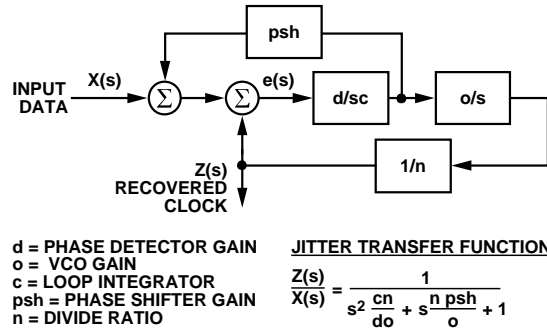 psh
X(s)
e(s)
INPUT
DATA
Σ
Σ
d/sc
o/s
1/n
Z(s)
RECOVERED
CLOCK
d = PHASE DETECTOR GAIN
o = VCO GAIN
c = LOOP INTEGRATOR
psh = PHASE SHIFTER GAIN
n = DIVIDE RATIO
JITTER TRANSFER FUNCTION
Z(s)/X(s) = 1/(s² cn/do + s n psh/o + 1)